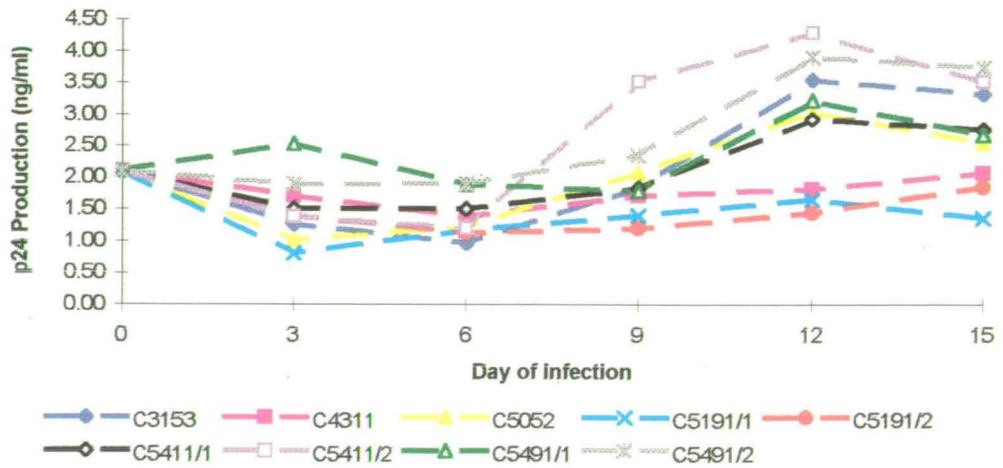 4.50
4.00
3.50
3.00
2.50
2.00
1.50
1.00
0.50
0.00
p24 Production (ng/ml)
0 3 6 9 12 15
Day of infection
C3153 C4311 C5052 C5191/1 C5191/2
C5411/1 C5411/2 C5491/1 C5491/2